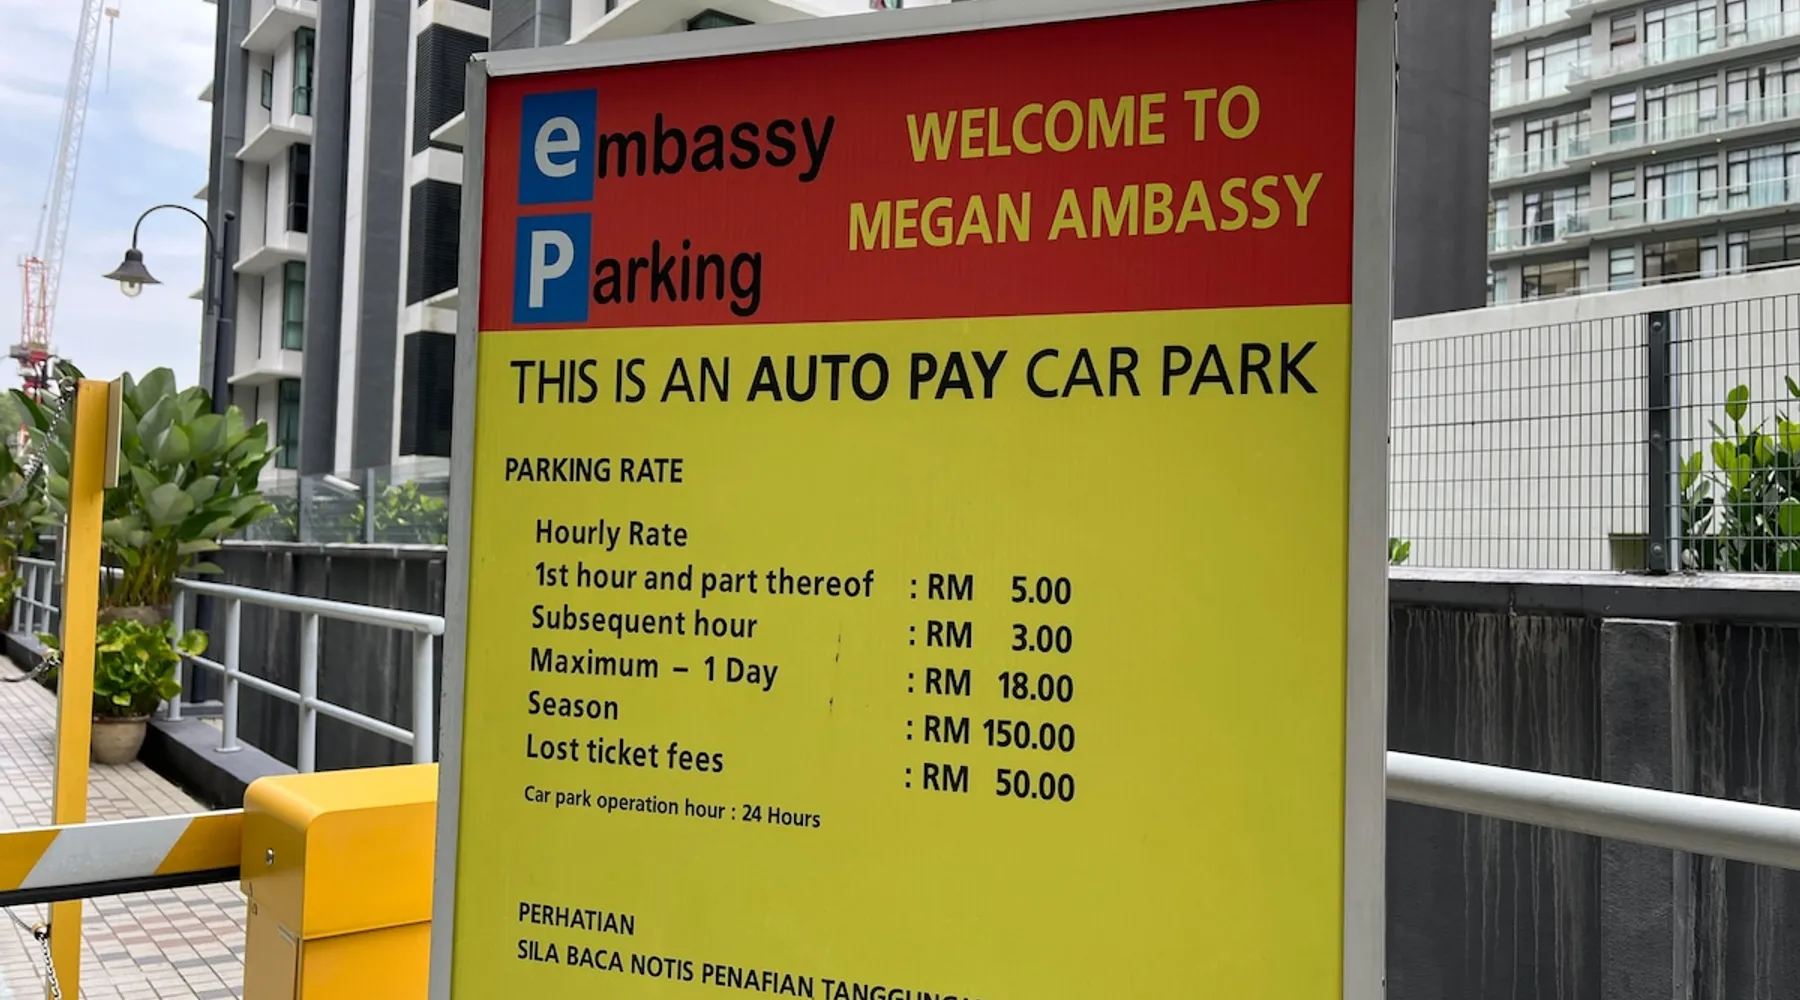 embassy
Parking
WELCOME TO
MEGAN AMBASSY
THIS IS AN AUTO PAY CAR PARK
PARKING RATE
Hourly Rate
1st hour and part thereof : RM 5.00
Subsequent hour : RM 3.00
Maximum – 1 Day : RM 18.00
Season : RM 150.00
Lost ticket fees : RM 50.00
Car park operation hour : 24 Hours
PERHATIAN
SILA BACA NOTIS PENAFIAN